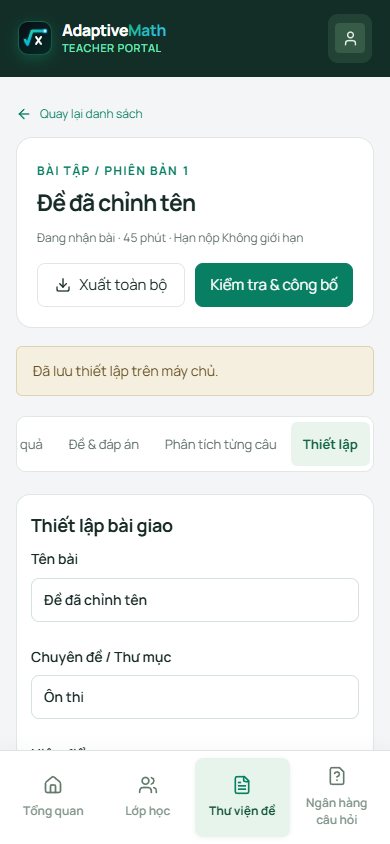 AdaptiveMath
TEACHER PORTAL
Quay lại danh sách
BÀI TẬP / PHIÊN BẢN 1
Đề đã chỉnh tên
Đang nhận bài · 45 phút · Hạn nộp Không giới hạn
Xuất toàn bộ
Kiểm tra & công bố
Đã lưu thiết lập trên máy chủ.
quả
Đề & đáp án
Phân tích từng câu
Thiết lập
Thiết lập bài giao
Tên bài
Đề đã chỉnh tên
Chuyên đề / Thư mục
Ôn thi
Tổng quan
Lớp học
Thư viện đề
Ngân hàng
câu hỏi